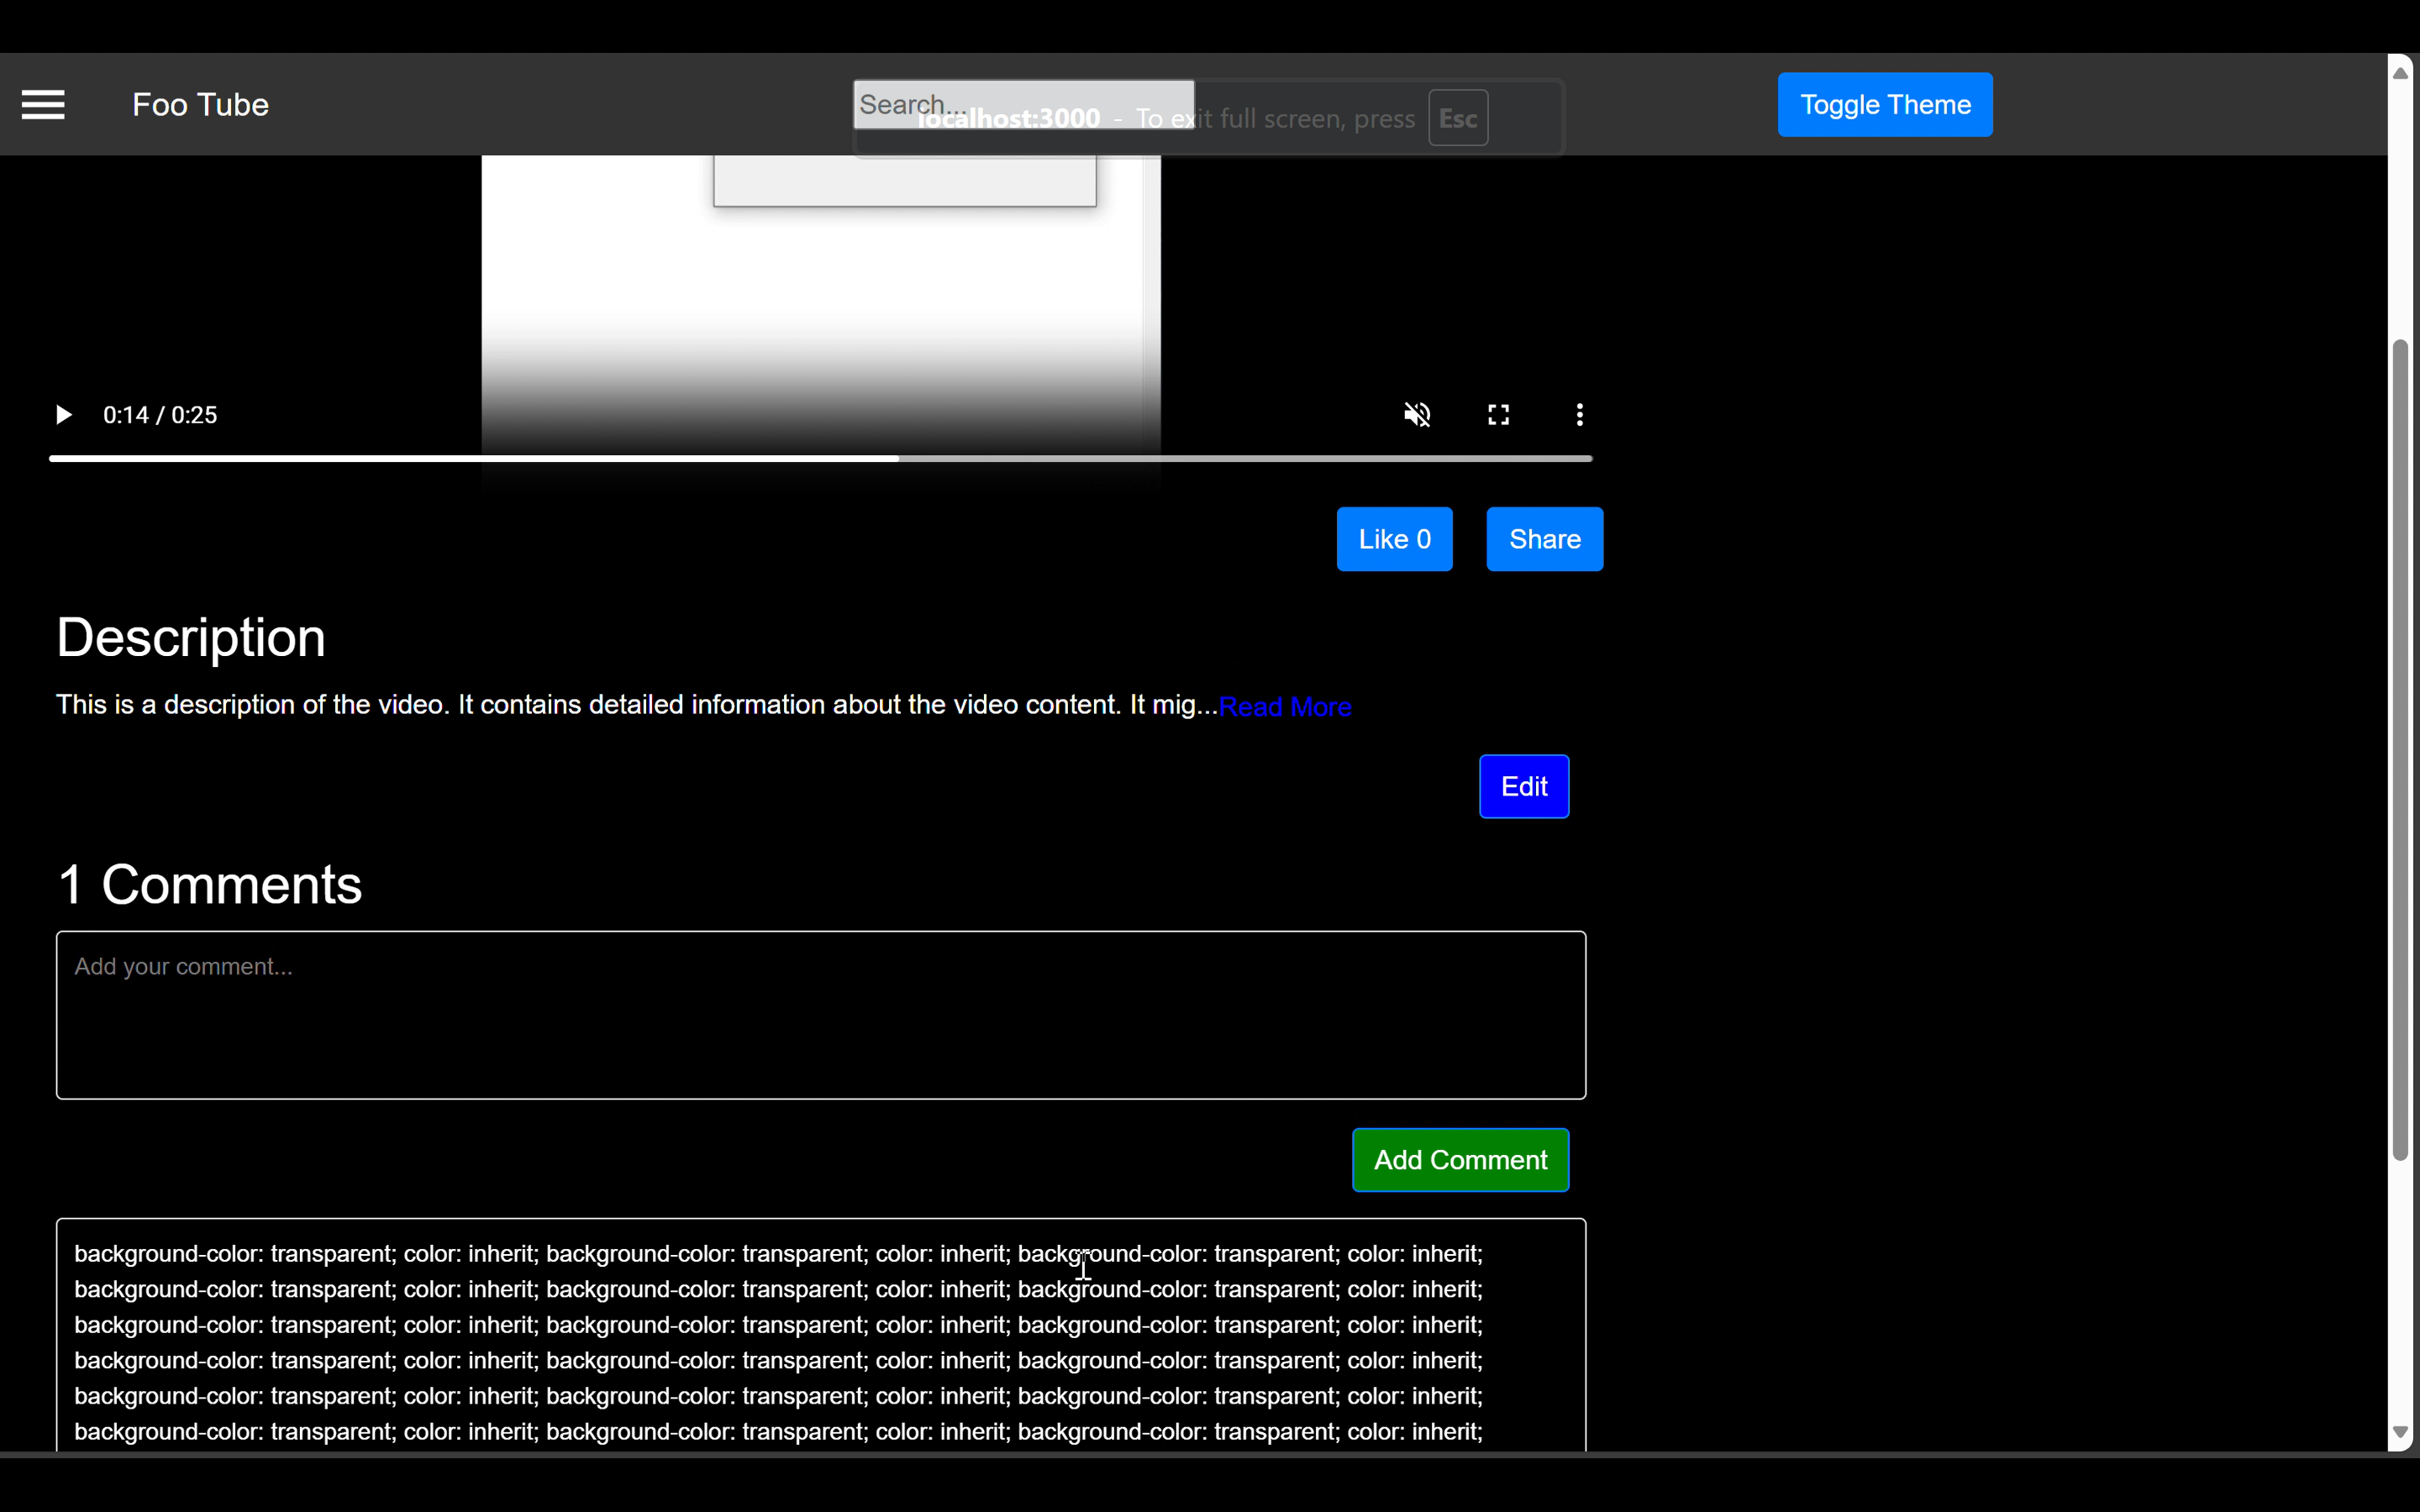 Foo Tube
Search...
localhost:3000 - To exit full screen, press Esc
Toggle Theme
0:14 / 0:25
Like 0
Share
Description
This is a description of the video. It contains detailed information about the video content. It mig...Read More
Edit
1 Comments
Add your comment...
Add Comment
background-color: transparent; color: inherit; background-color: transparent; color: inherit; background-color: transparent; color: inherit;
background-color: transparent; color: inherit; background-color: transparent; color: inherit; background-color: transparent; color: inherit;
background-color: transparent; color: inherit; background-color: transparent; color: inherit; background-color: transparent; color: inherit;
background-color: transparent; color: inherit; background-color: transparent; color: inherit; background-color: transparent; color: inherit;
background-color: transparent; color: inherit; background-color: transparent; color: inherit; background-color: transparent; color: inherit;
background-color: transparent; color: inherit; background-color: transparent; color: inherit; background-color: transparent; color: inherit;